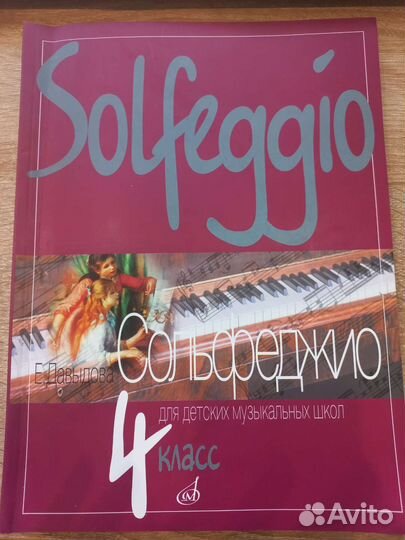 Solfeggio
Е.Давыдова
Сольфеджио
для детских музыкальных школ
4
класс
Avito